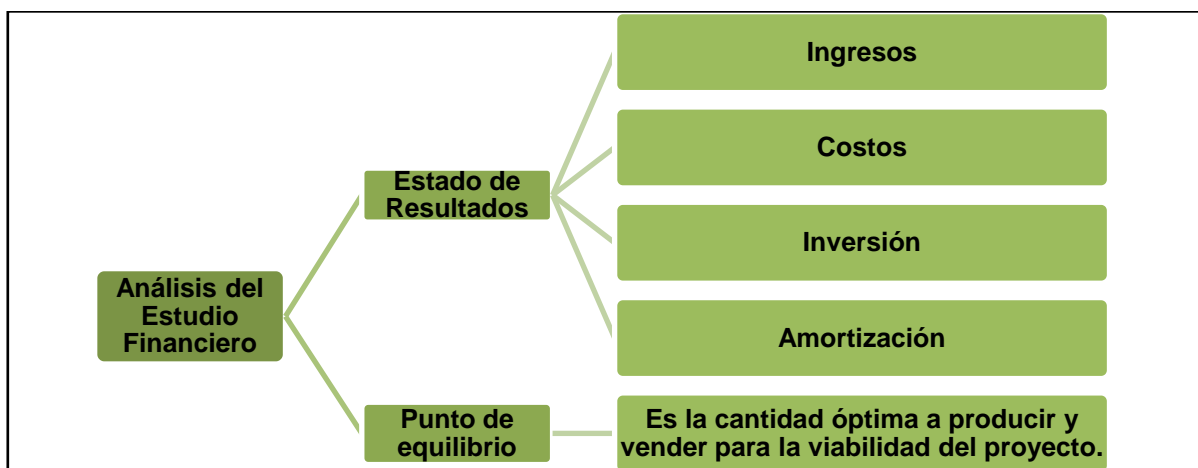 Análisis del
Estudio
Financiero
Estado de
Resultados
Ingresos
Costos
Inversión
Amortización
Punto de
equilibrio
Es la cantidad óptima a producir y
vender para la viabilidad del proyecto.